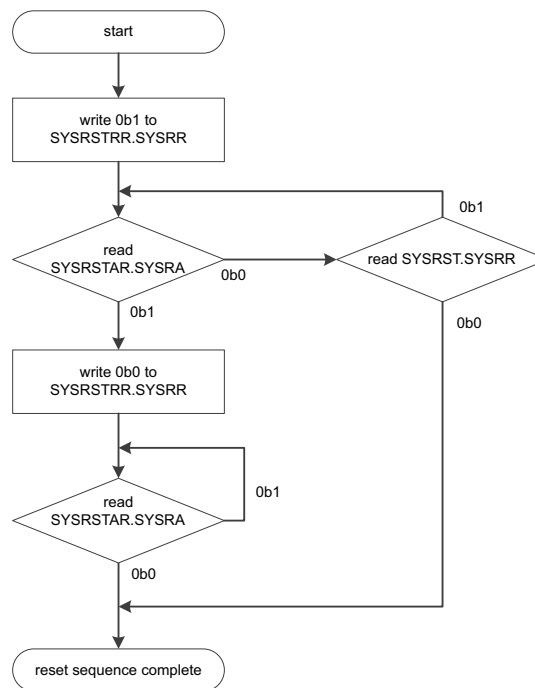 start
write 0b1 to
SYSRSTRR.SYSRR
0b1
read
SYSRSTAR.SYSRA
0b0
read SYSRST.SYSRR
0b1
0b0
write 0b0 to
SYSRSTRR.SYSRR
read
SYSRSTAR.SYSRA
0b1
0b0
reset sequence complete